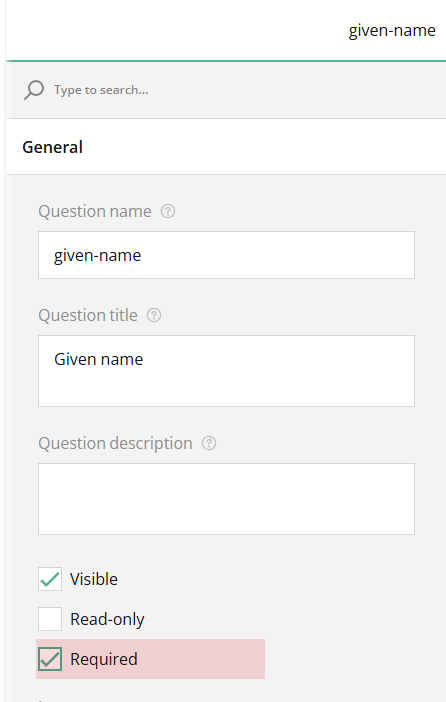 given-name
Type to search...
General
Question name
given-name
Question title
Given name
Question description
Visible
Read-only
Required